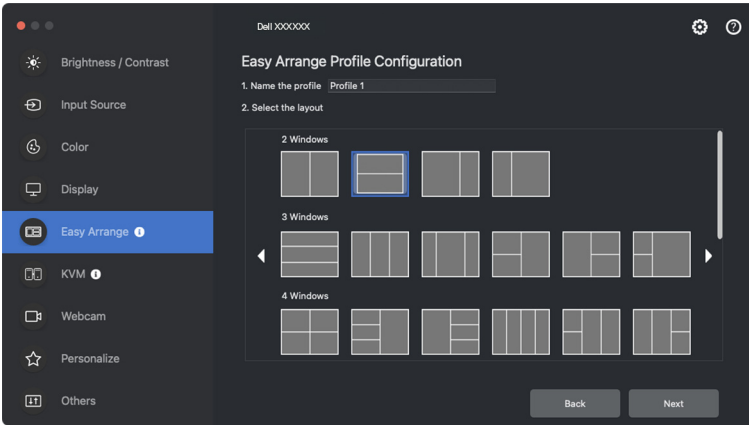 Dell XXXXXX
Brightness / Contrast
Input Source
Color
Display
Easy Arrange
KVM
Webcam
Personalize
Others
Easy Arrange Profile Configuration
1. Name the profile Profile 1
2. Select the layout
2 Windows
3 Windows
4 Windows
Back
Next